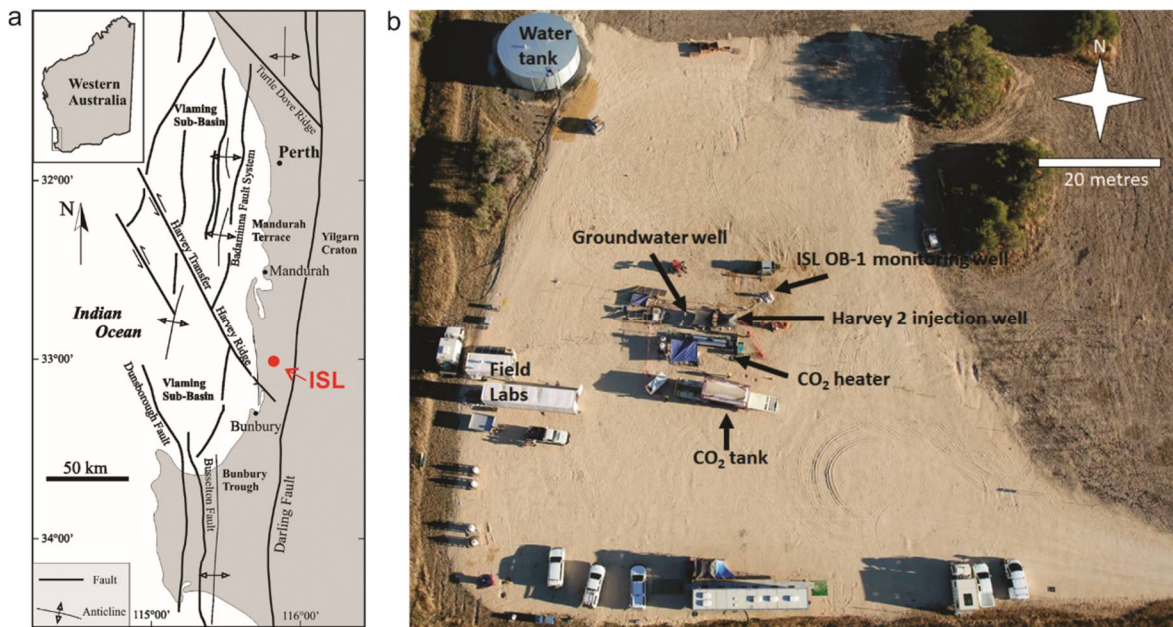 a
Western
Australia
Turtle Dove Ridge
Vlaming
Sub-Basin
Perth
32°00'
N
Badaminna Fault System
Mandurah
Terrace
Yilgarn
Craton
Harvey Transfer
Mandurah
Indian
Ocean
Harvey Ridge
33°00'
ISL
Vlaming
Sub-Basin
Dunsborough Fault
Bunbury
50 km
Busselton Fault
Bunbury
Trough
Darling Fault
34°00'
Fault
Anticline
115°00'
116°00'
b
Water
tank
N
20 metres
Groundwater well
ISL OB-1 monitoring well
Harvey 2 injection well
CO₂ heater
Field
Labs
CO₂ tank